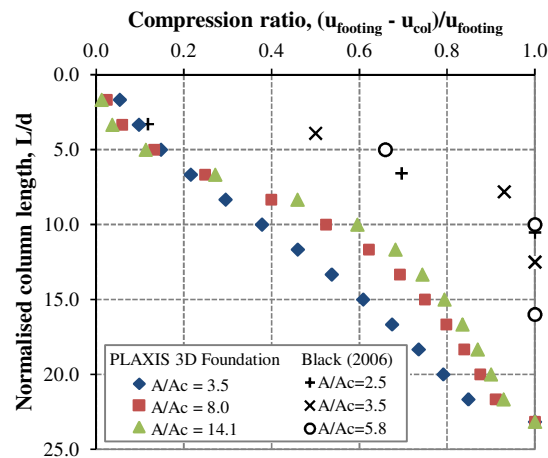 Compression ratio, (u_footing - u_col)/u_footing
0.0 0.2 0.4 0.6 0.8 1.0
Normalised column length, L/d
0.0
5.0
10.0
15.0
20.0
25.0
PLAXIS 3D Foundation
A/Ac = 3.5
A/Ac = 8.0
A/Ac = 14.1
Black (2006)
A/Ac=2.5
A/Ac=3.5
A/Ac=5.8